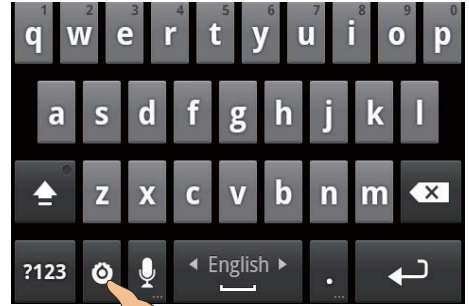 1 2 3 4 5 6 7 8 9 0
q w e r t y u i o p
a s d f g h j k l
z x c v b n m
?123 English . ...